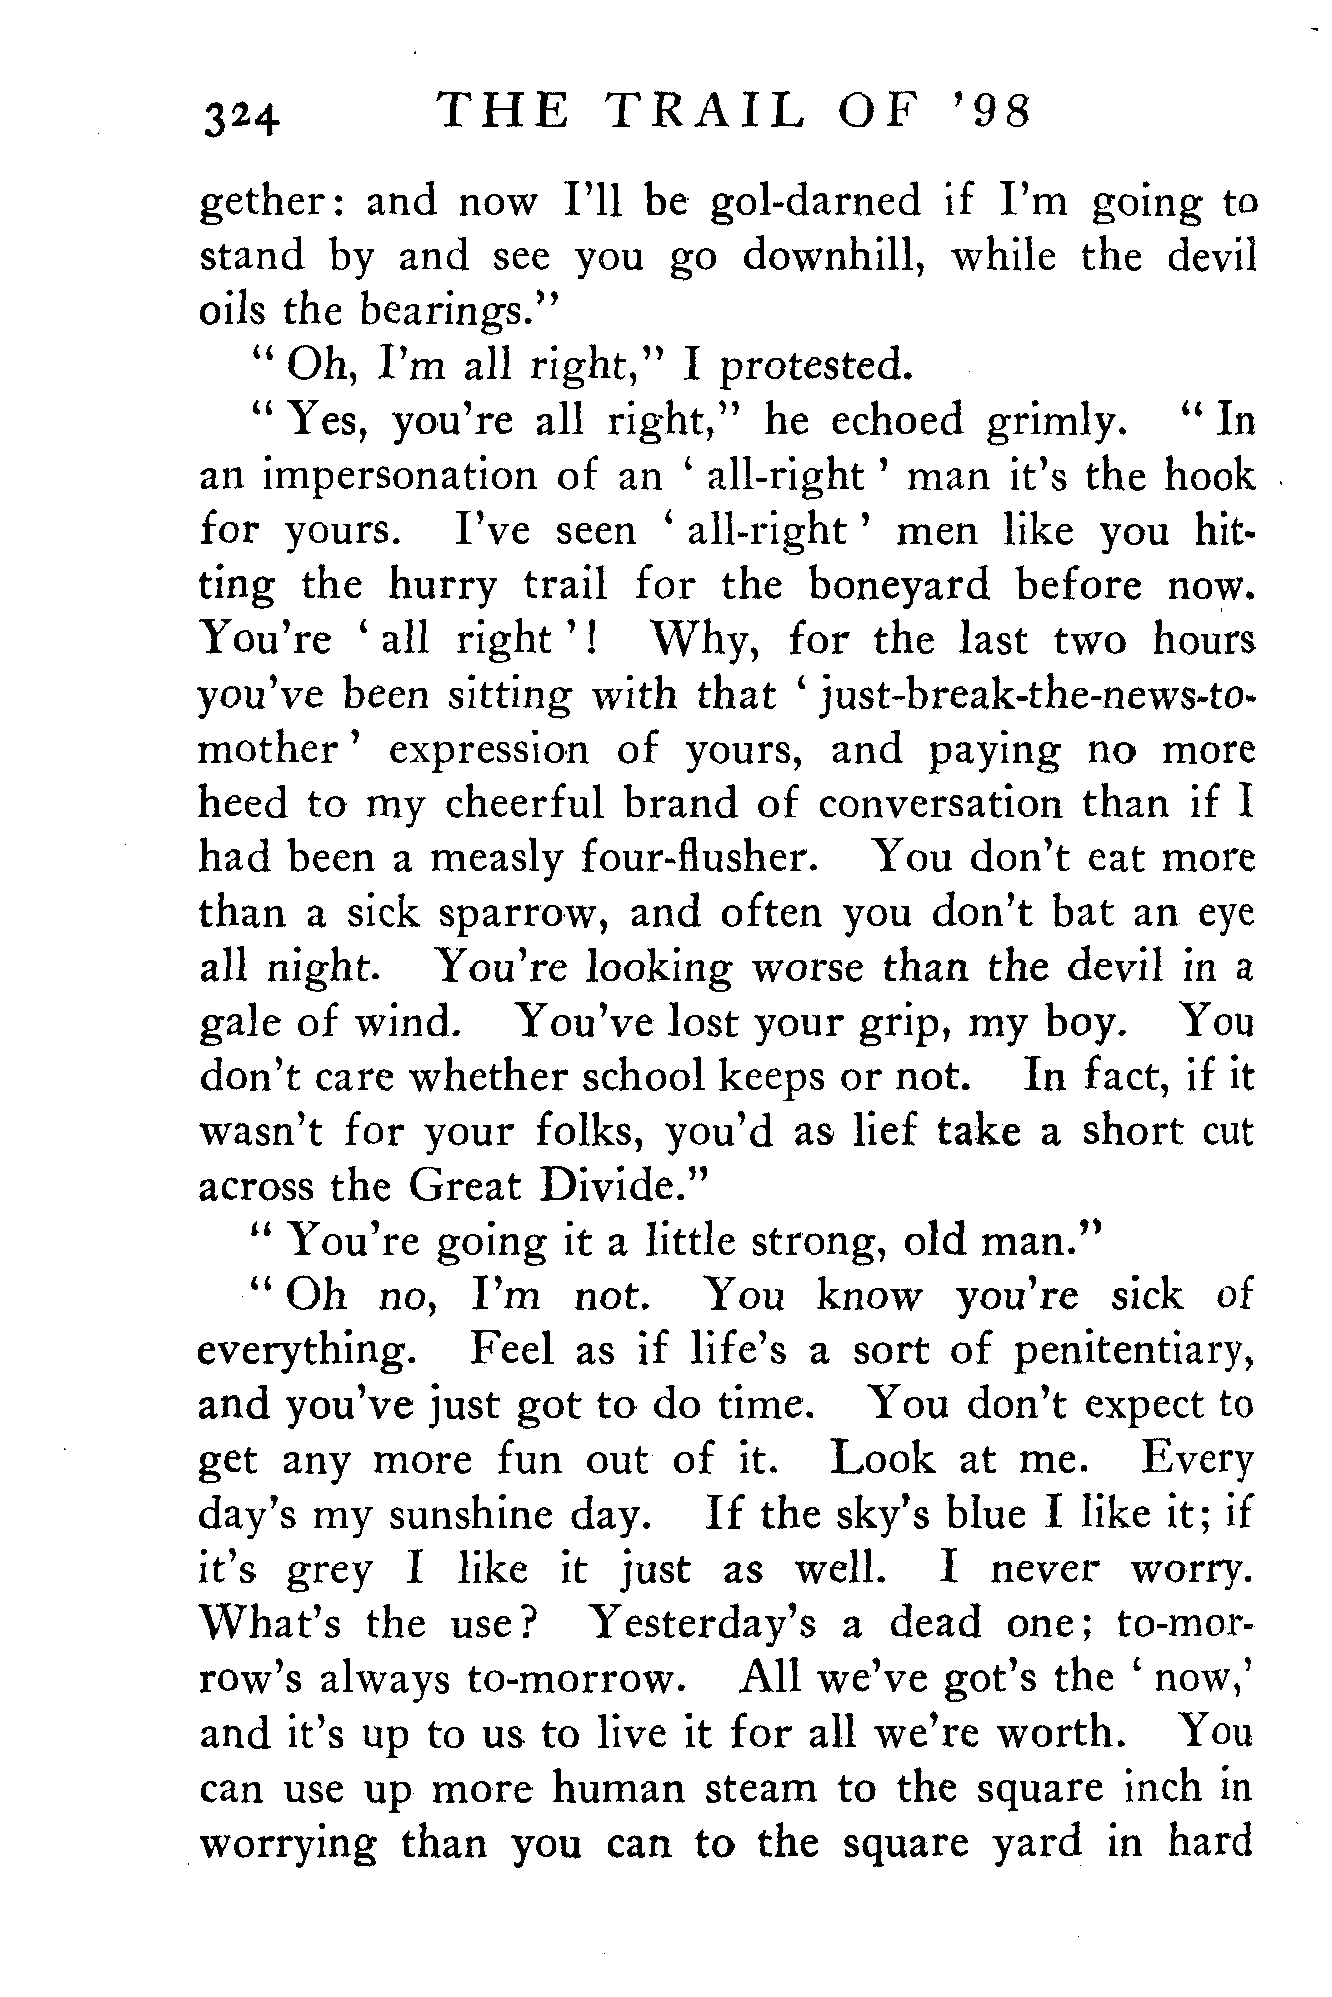 324 THE TRAIL OF '98
gether: and now I'll be gol-darned if I'm going to
stand by and see you go downhill, while the devil
oils the bearings."
" Oh, I'm all right," I protested.
" Yes, you're all right," he echoed grimly. " In
an impersonation of an ' all-right ' man it's the hook
for yours. I've seen ' all-right ' men like you hit-
ting the hurry trail for the boneyard before now.
You're ' all right '! Why, for the last two hours
you've been sitting with that ' just-break-the-news-to-
mother ' expression of yours, and paying no more
heed to my cheerful brand of conversation than if I
had been a measly four-flusher. You don't eat more
than a sick sparrow, and often you don't bat an eye
all night. You're looking worse than the devil in a
gale of wind. You've lost your grip, my boy. You
don't care whether school keeps or not. In fact, if it
wasn't for your folks, you'd as lief take a short cut
across the Great Divide."
" You're going it a little strong, old man."
" Oh no, I'm not. You know you're sick of
everything. Feel as if life's a sort of penitentiary,
and you've just got to do time. You don't expect to
get any more fun out of it. Look at me. Every
day's my sunshine day. If the sky's blue I like it; if
it's grey I like it just as well. I never worry.
What's the use? Yesterday's a dead one; to-mor-
row's always to-morrow. All we've got's the ' now,'
and it's up to us to live it for all we're worth. You
can use up more human steam to the square inch in
worrying than you can to the square yard in hard